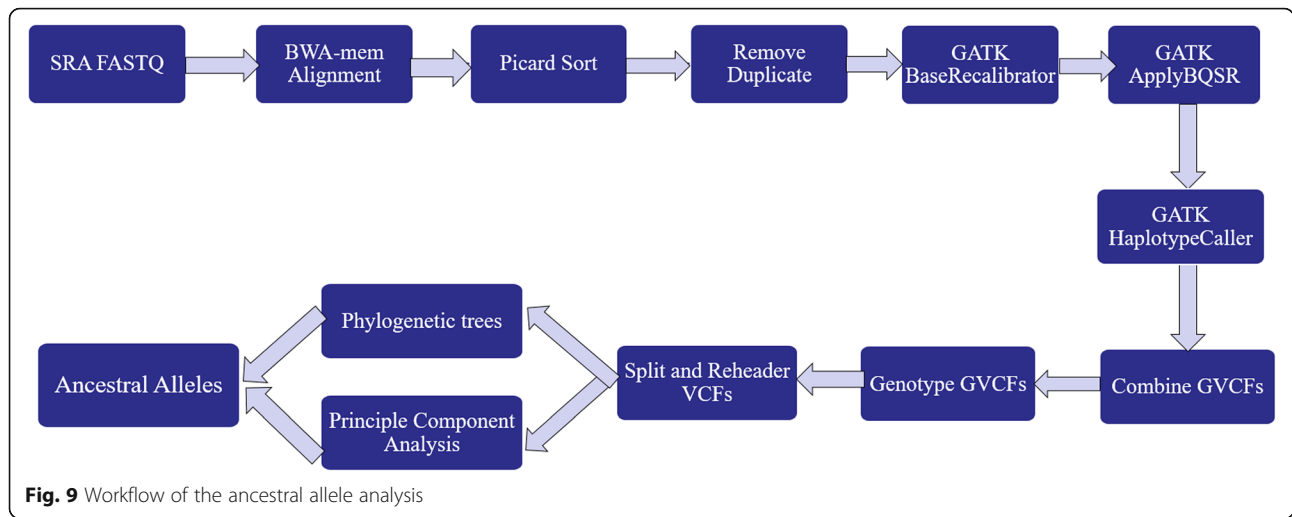 SRA FASTQ
BWA-mem
Alignment
Picard Sort
Remove
Duplicate
GATK
BaseRecalibrator
GATK
ApplyBQSR
GATK
HaplotypeCaller
Combine GVCFs
Genotype GVCFs
Split and Reheader
VCFs
Phylogenetic trees
Principle Component
Analysis
Ancestral Alleles
Fig. 9 Workflow of the ancestral allele analysis